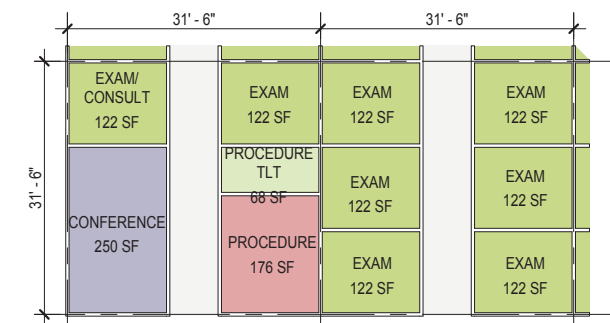 31' - 6"
31' - 6"
31' - 6"
EXAM/
CONSULT
122 SF
EXAM
122 SF
EXAM
122 SF
EXAM
122 SF
PROCEDURE
TLT
68 SF
EXAM
122 SF
EXAM
122 SF
CONFERENCE
250 SF
PROCEDURE
176 SF
EXAM
122 SF
EXAM
122 SF